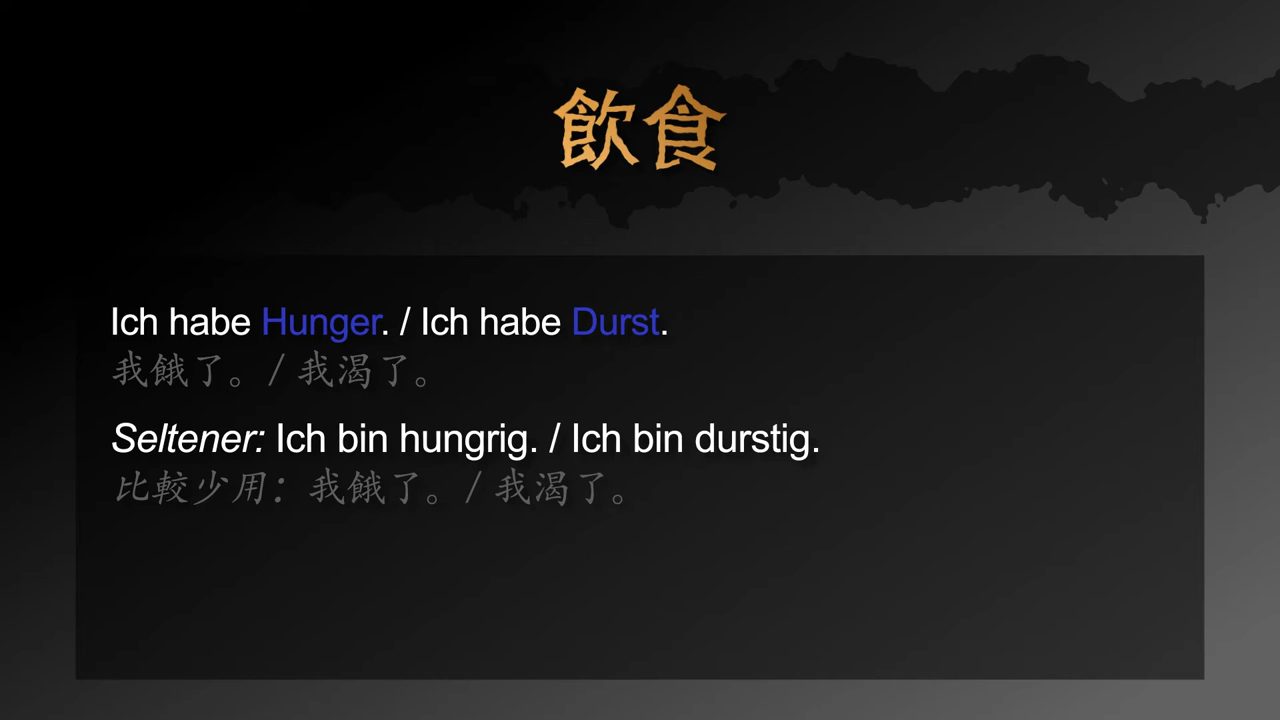 飲食
Ich habe Hunger. / Ich habe Durst.
我餓了。/ 我渴了。
Seltener: Ich bin hungrig. / Ich bin durstig.
比較少用：我餓了。/ 我渴了。